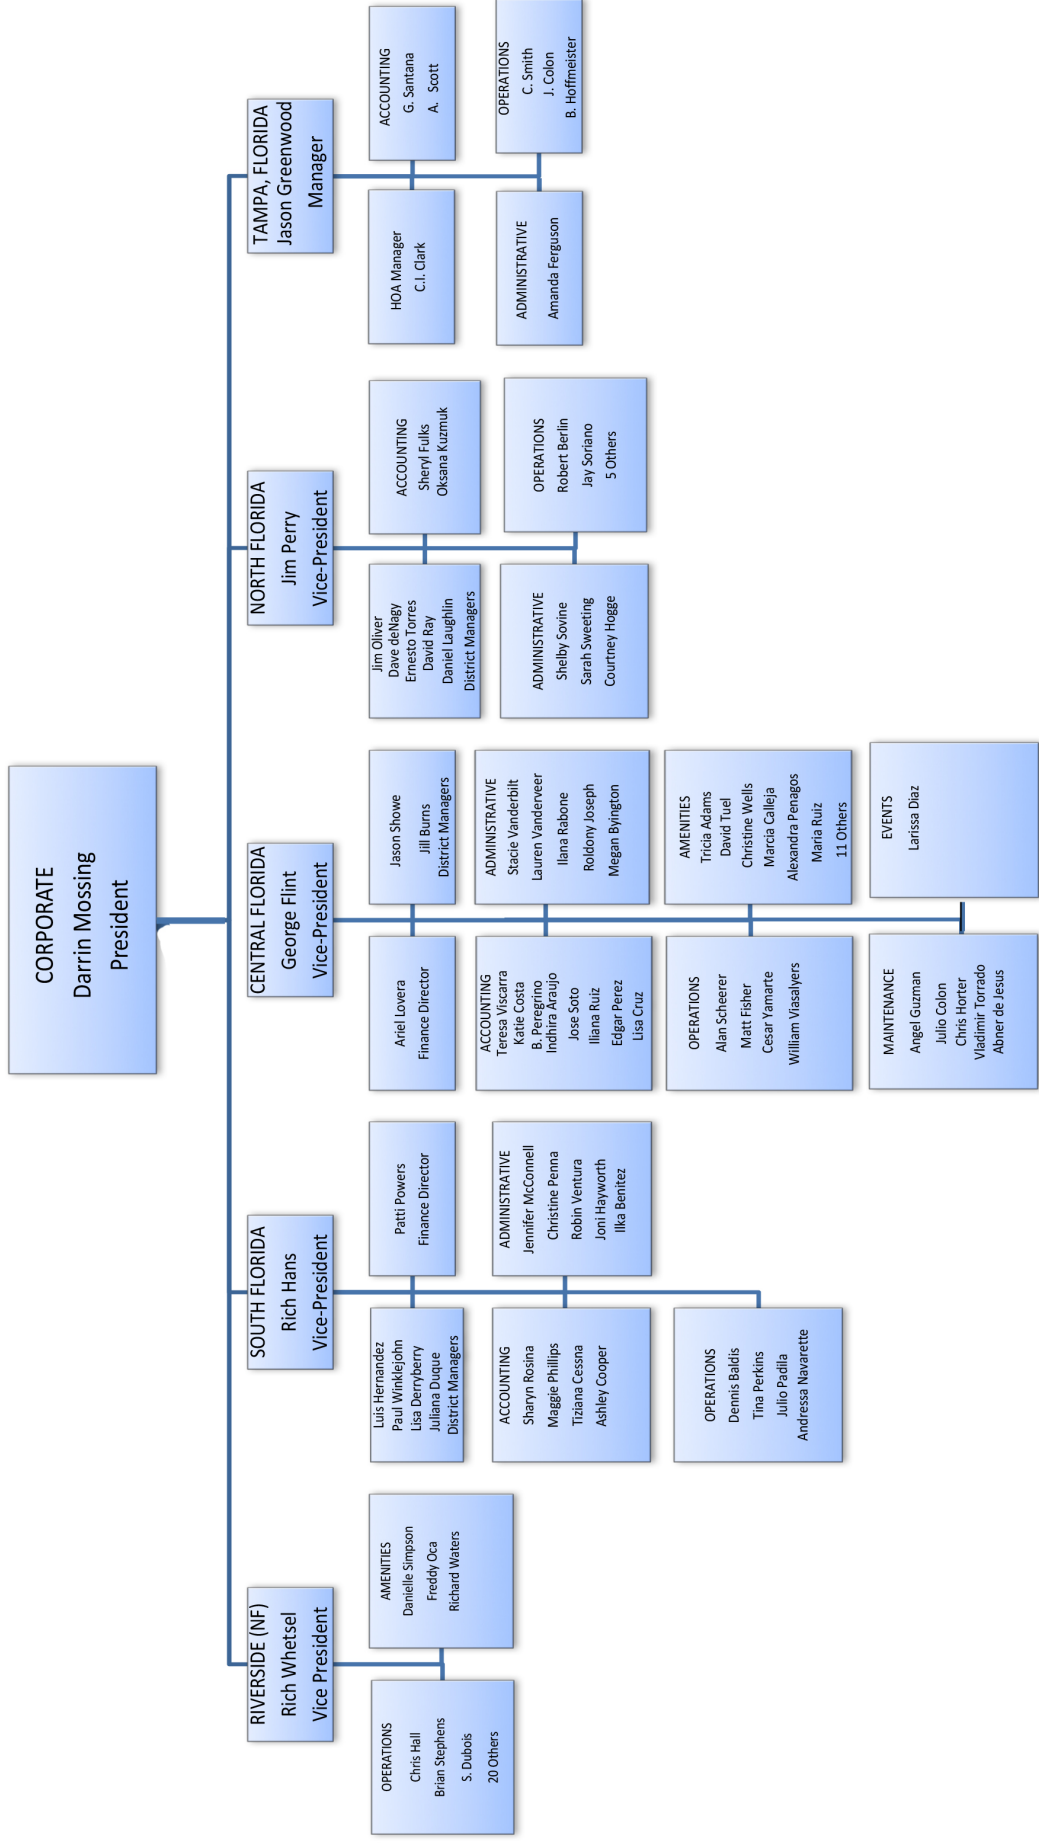 CORPORATE
Darrin Mossing
President
RIVERSIDE (NF)
Rich Whetsel
Vice President
OPERATIONS
Chris Hall
Brian Stephens
S. Dubois
20 Others
AMENITIES
Danielle Simpson
Freddy Oca
Richard Waters
SOUTH FLORIDA
Rich Hans
Vice-President
Luis Hernandez
Paul Winklejohn
Lisa Derryberry
Juliana Duque
District Managers
Patti Powers
Finance Director
ACCOUNTING
Sharyn Rosina
Maggie Phillips
Tiziana Cessna
Ashley Cooper
ADMINISTRATIVE
Jennifer McConnell
Christine Penna
Robin Ventura
Joni Hayworth
Ilka Benitez
OPERATIONS
Dennis Baldis
Tina Perkins
Julio Padila
Andressa Navarette
CENTRAL FLORIDA
George Flint
Vice-President
Ariel Lovera
Finance Director
Jason Showe
Jill Burns
District Managers
ACCOUNTING
Teresa Viscarra
Katie Costa
B. Peregrino
Indhira Araujo
Jose Soto
Iliana Ruiz
Edgar Perez
Lisa Cruz
ADMINISTRATIVE
Stacie Vanderbilt
Lauren Vanderveer
Ilana Rabone
Roldony Joseph
Megan Byington
OPERATIONS
Alan Scheerer
Matt Fisher
Cesar Yamarte
William Viasalyers
AMENITIES
Tricia Adams
David Tuel
Christine Wells
Marcia Calleja
Alexandra Penagos
Maria Ruiz
11 Others
MAINTENANCE
Angel Guzman
Julio Colon
Chris Horter
Vladimir Torrado
Abner de Jesus
EVENTS
Larissa Diaz
NORTH FLORIDA
Jim Perry
Vice-President
Jim Oliver
Dave deNagy
Ernesto Torres
David Ray
Daniel Laughlin
District Managers
ACCOUNTING
Sheryl Fulks
Oksana Kuzmuk
ADMINISTRATIVE
Shelby Sovine
Sarah Sweeting
Courtney Hogge
OPERATIONS
Robert Berlin
Jay Soriano
5 Others
TAMPA, FLORIDA
Jason Greenwood
Manager
HOA Manager
C.I. Clark
ACCOUNTING
G. Santana
A. Scott
ADMINISTRATIVE
Amanda Ferguson
OPERATIONS
C. Smith
J. Colon
B. Hoffmeister